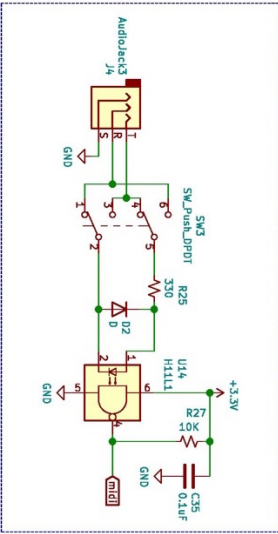 AudioJack3
J4
S
R
T
GND
SW3
SW_Push_DPDT
1
3
4
6
2
5
R25
330
D2
D
U14
H11L1
2
1
5
6
4
GND
+3.3V
R27
10K
C35
0.1uF
GND
midi